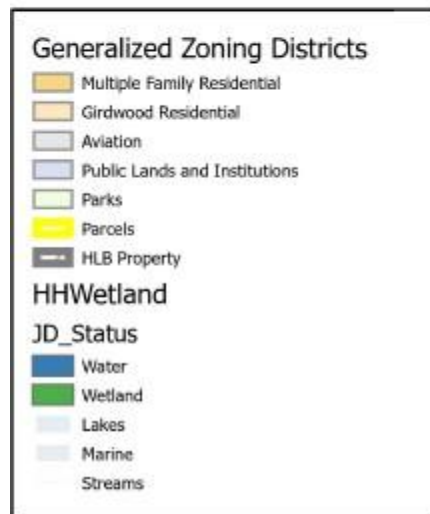 Generalized Zoning Districts
Multiple Family Residential
Girdwood Residential
Aviation
Public Lands and Institutions
Parks
Parcels
HLB Property
HHWetland
JD_Status
Water
Wetland
Lakes
Marine
Streams